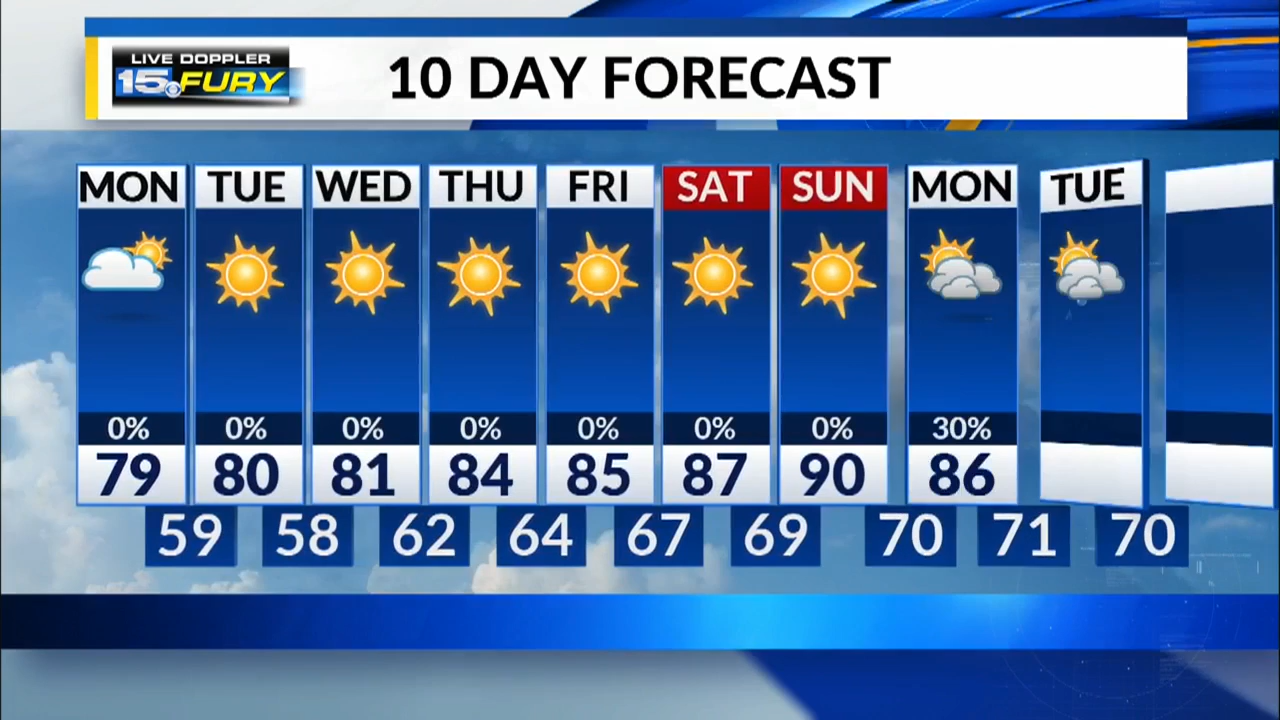 LIVE DOPPLER
15 FURY
10 DAY FORECAST
MON TUE WED THU FRI SAT SUN MON TUE
0% 0% 0% 0% 0% 0% 0% 30%
79 80 81 84 85 87 90 86
59 58 62 64 67 69 70 71 70